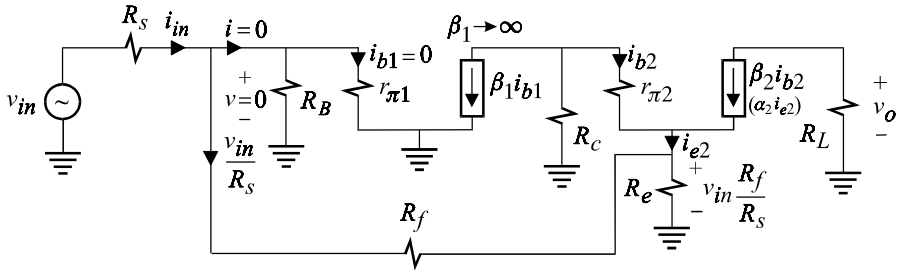 R_s
i_in
i=0
β_1→∞
i_b1=0
i_b2
v_in
~
+
v=0
−
R_B
r_π1
β_1 i_b1
R_c
r_π2
β_2 i_b2
(α_2 i_e2)
R_L
+
v_o
−
v_in
R_s
i_e2
R_e
+
v_in R_f
R_s
−
R_f